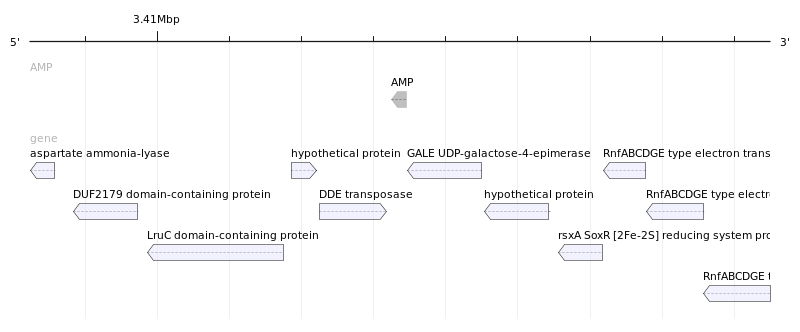 3.41Mbp
5' 3'
AMP
AMP
gene
aspartate ammonia-lyase hypothetical protein GALE UDP-galactose-4-epimerase RnfABCDGE type electron trans
DUF2179 domain-containing protein DDE transposase hypothetical protein RnfABCDGE type electr
LruC domain-containing protein rsxA SoxR [2Fe-2S] reducing system pro
RnfABCDGE t